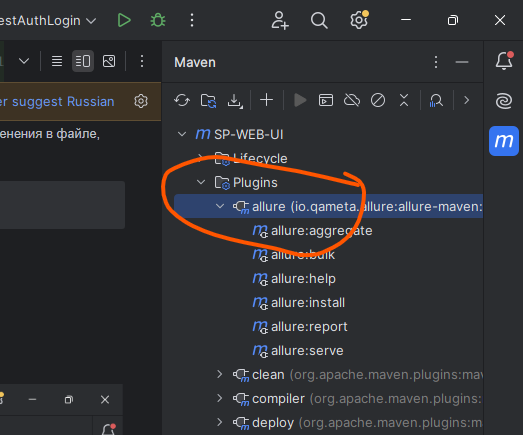 estAuthLogin
Maven
er suggest Russian
SP-WEB-UI
енения в файле,
Lifecycle
Plugins
allure (io.qameta.allure:allure-maven:
allure:aggregate
allure:bulk
allure:help
allure:install
allure:report
allure:serve
clean (org.apache.maven.plugins:mav
compiler (org.apache.maven.plugins:
deploy (org.apache.maven.plugins:m